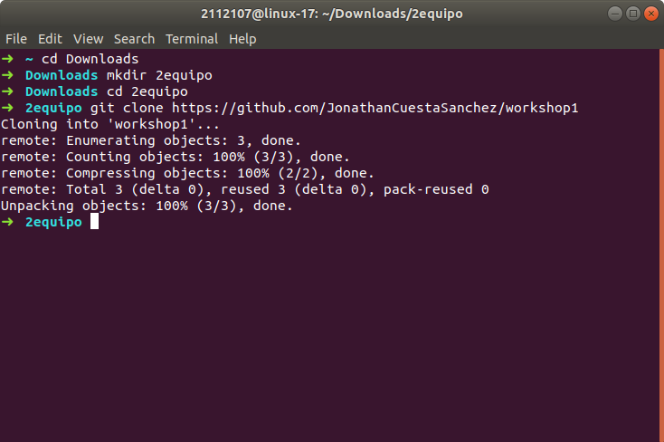 2112107@linux-17: ~/Downloads/2equipo
File Edit View Search Terminal Help
➜ ~ cd Downloads
➜ Downloads mkdir 2equipo
➜ Downloads cd 2equipo
➜ 2equipo git clone https://github.com/JonathanCuestaSanchez/workshop1
Cloning into 'workshop1'...
remote: Enumerating objects: 3, done.
remote: Counting objects: 100% (3/3), done.
remote: Compressing objects: 100% (2/2), done.
remote: Total 3 (delta 0), reused 3 (delta 0), pack-reused 0
Unpacking objects: 100% (3/3), done.
➜ 2equipo